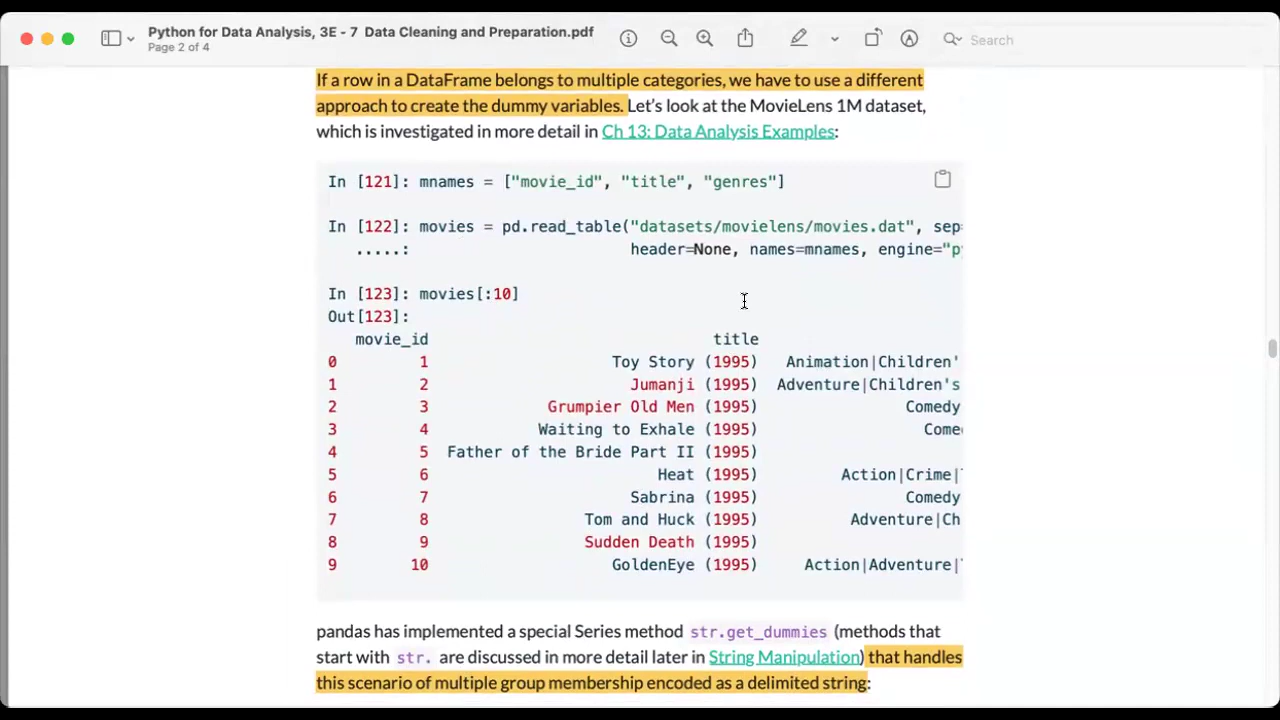 Python for Data Analysis, 3E - 7 Data Cleaning and Preparation.pdf
Page 2 of 4
Search
If a row in a DataFrame belongs to multiple categories, we have to use a different
approach to create the dummy variables. Let’s look at the MovieLens 1M dataset,
which is investigated in more detail in Ch 13: Data Analysis Examples:
In [121]: mnames = ["movie_id", "title", "genres"]
In [122]: movies = pd.read_table("datasets/movielens/movies.dat", sep=
.....: header=None, names=mnames, engine="p
In [123]: movies[:10]
Out[123]:
movie_id title
0 1 Toy Story (1995) Animation|Children'
1 2 Jumanji (1995) Adventure|Children's
2 3 Grumpier Old Men (1995) Comedy
3 4 Waiting to Exhale (1995) Come
4 5 Father of the Bride Part II (1995)
5 6 Heat (1995) Action|Crime|
6 7 Sabrina (1995) Comedy
7 8 Tom and Huck (1995) Adventure|Ch
8 9 Sudden Death (1995)
9 10 GoldenEye (1995) Action|Adventure|
pandas has implemented a special Series method str.get_dummies (methods that
start with str. are discussed in more detail later in String Manipulation) that handles
this scenario of multiple group membership encoded as a delimited string: